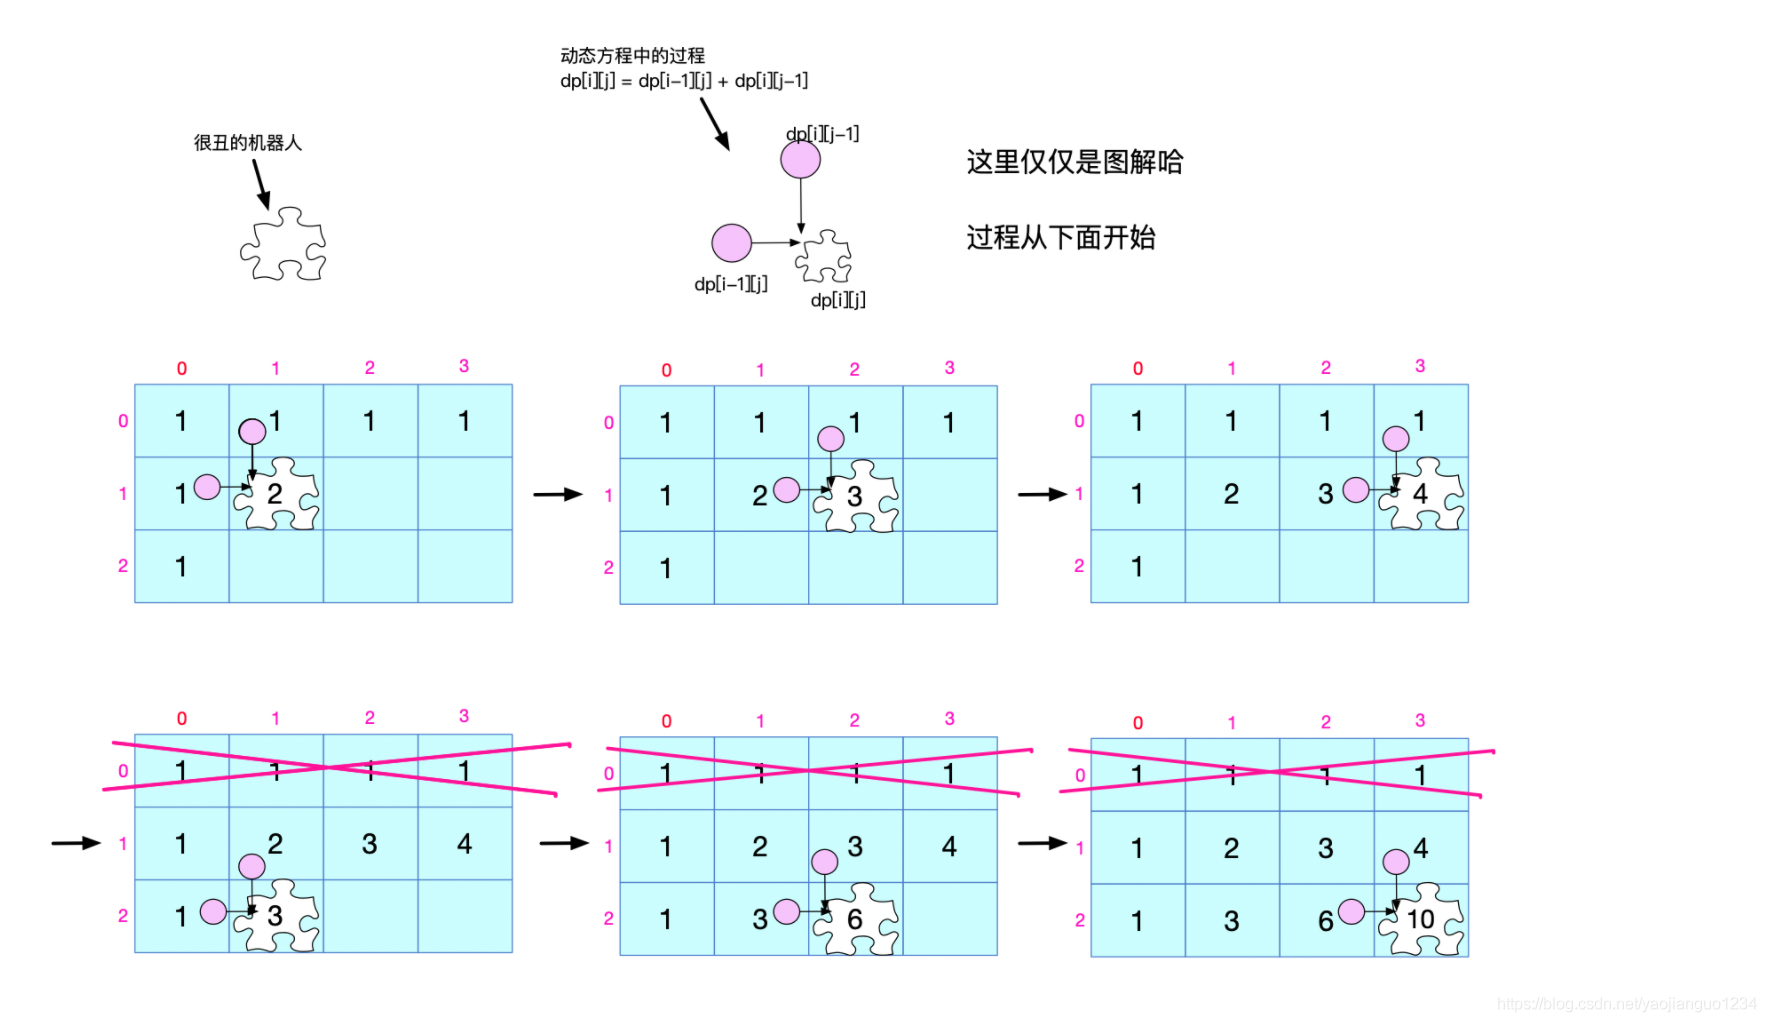 动态方程中的过程
dp[i][j] = dp[i-1][j] + dp[i][j-1]
很丑的机器人
dp[i][j-1]
这里仅仅是图解哈
过程从下面开始
dp[i-1][j]
dp[i][j]
0 1 2 3
0 1 1 1 1
1 1 2
2 1
0 1 2 3
0 1 1 1 1
1 1 2 3
2 1
0 1 2 3
0 1 1 1 1
1 1 2 3 4
2 1
0 1 2 3
0 1 1 1 1
1 1 2 3 4
2 1 3
0 1 2 3
0 1 1 1 1
1 1 2 3 4
2 1 3 6
0 1 2 3
0 1 1 1 1
1 1 2 3 4
2 1 3 6 10
https://blog.csdn.net/yaojianguo1234